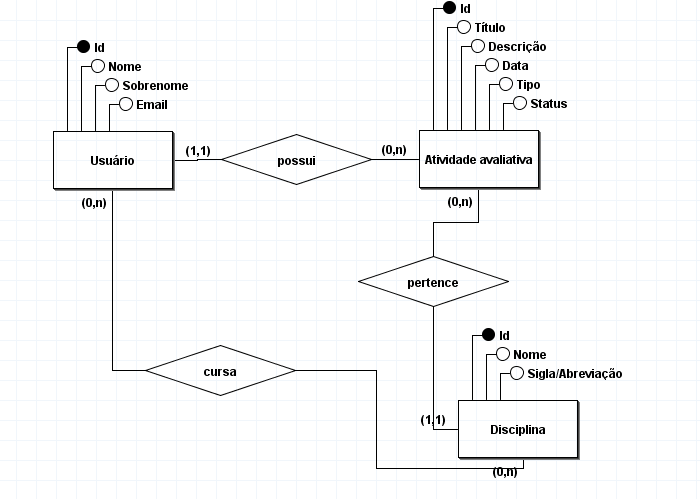 Id
Título
Descrição
Data
Tipo
Status
Id
Nome
Sobrenome
Email
Usuário
(1,1)
possui
(0,n)
Atividade avaliativa
(0,n)
(0,n)
pertence
cursa
Id
Nome
Sigla/Abreviação
(1,1)
Disciplina
(0,n)